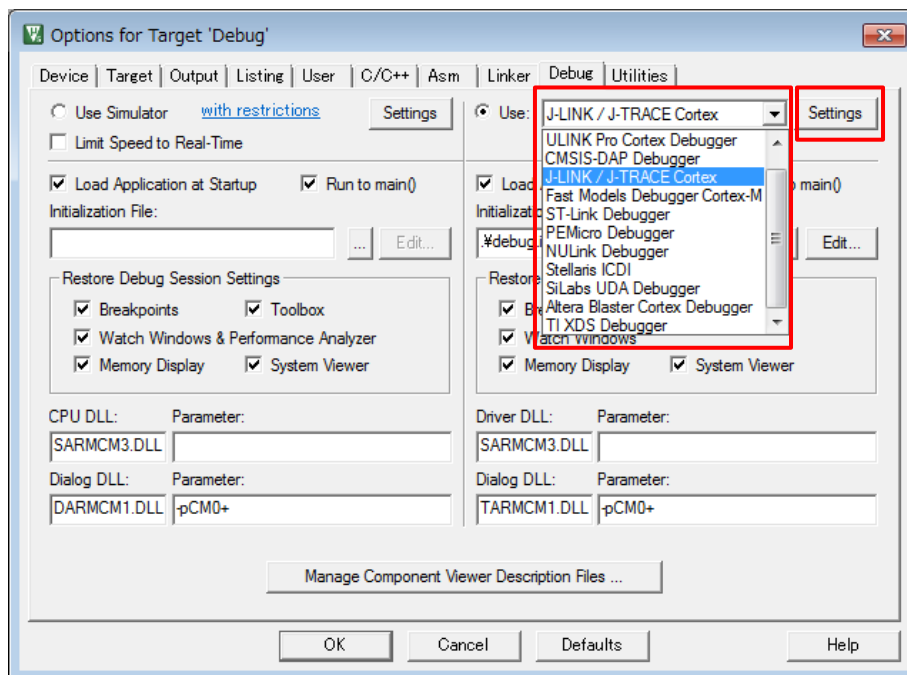 Options for Target 'Debug'
Device | Target | Output | Listing | User | C/C++ | Asm | Linker | Debug | Utilities
Use Simulator with restrictions Settings
Limit Speed to Real-Time
Use: J-LINK / J-TRACE Cortex Settings
ULINK Pro Cortex Debugger
CMSIS-DAP Debugger
J-LINK / J-TRACE Cortex
Fast Models Debugger Cortex-M
ST-Link Debugger
PEMicro Debugger
NULink Debugger
Stellaris ICDI
SiLabs UDA Debugger
Altera Blaster Cortex Debugger
TI XDS Debugger
Load Application at Startup Run to main()
Initialization File:
... Edit...
Restore Debug Session Settings
Breakpoints Toolbox
Watch Windows & Performance Analyzer
Memory Display System Viewer
Load main()
.¥debug Edit...
Restore
Watch Windows
Memory Display System Viewer
CPU DLL: Parameter:
SARMCM3.DLL
Dialog DLL: Parameter:
DARMCM1.DLL -pCM0+
Driver DLL: Parameter:
SARMCM3.DLL
Dialog DLL: Parameter:
TARMCM1.DLL -pCM0+
Manage Component Viewer Description Files ...
OK Cancel Defaults Help